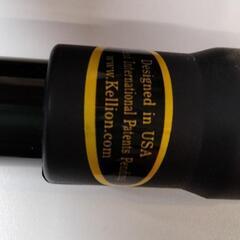 Designed in USA
International Patents
www.Kellion.com